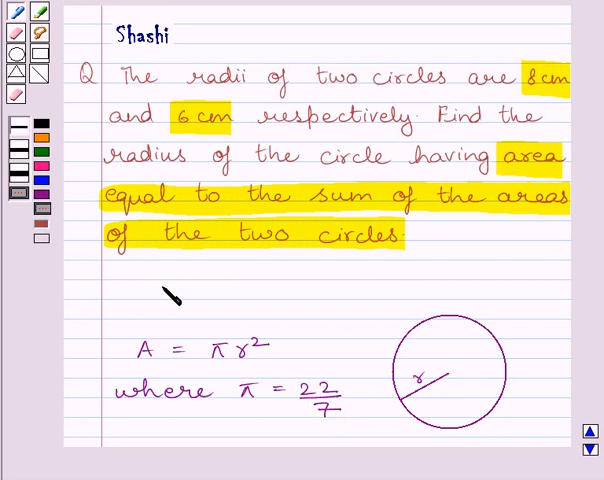 Shashi
Q The radii of two circles are 8 cm
and 6 cm respectively. Find the
radius of the circle having area
equal to the sum of the areas
of the two circles.
A = πr²
where π = 22/7
r